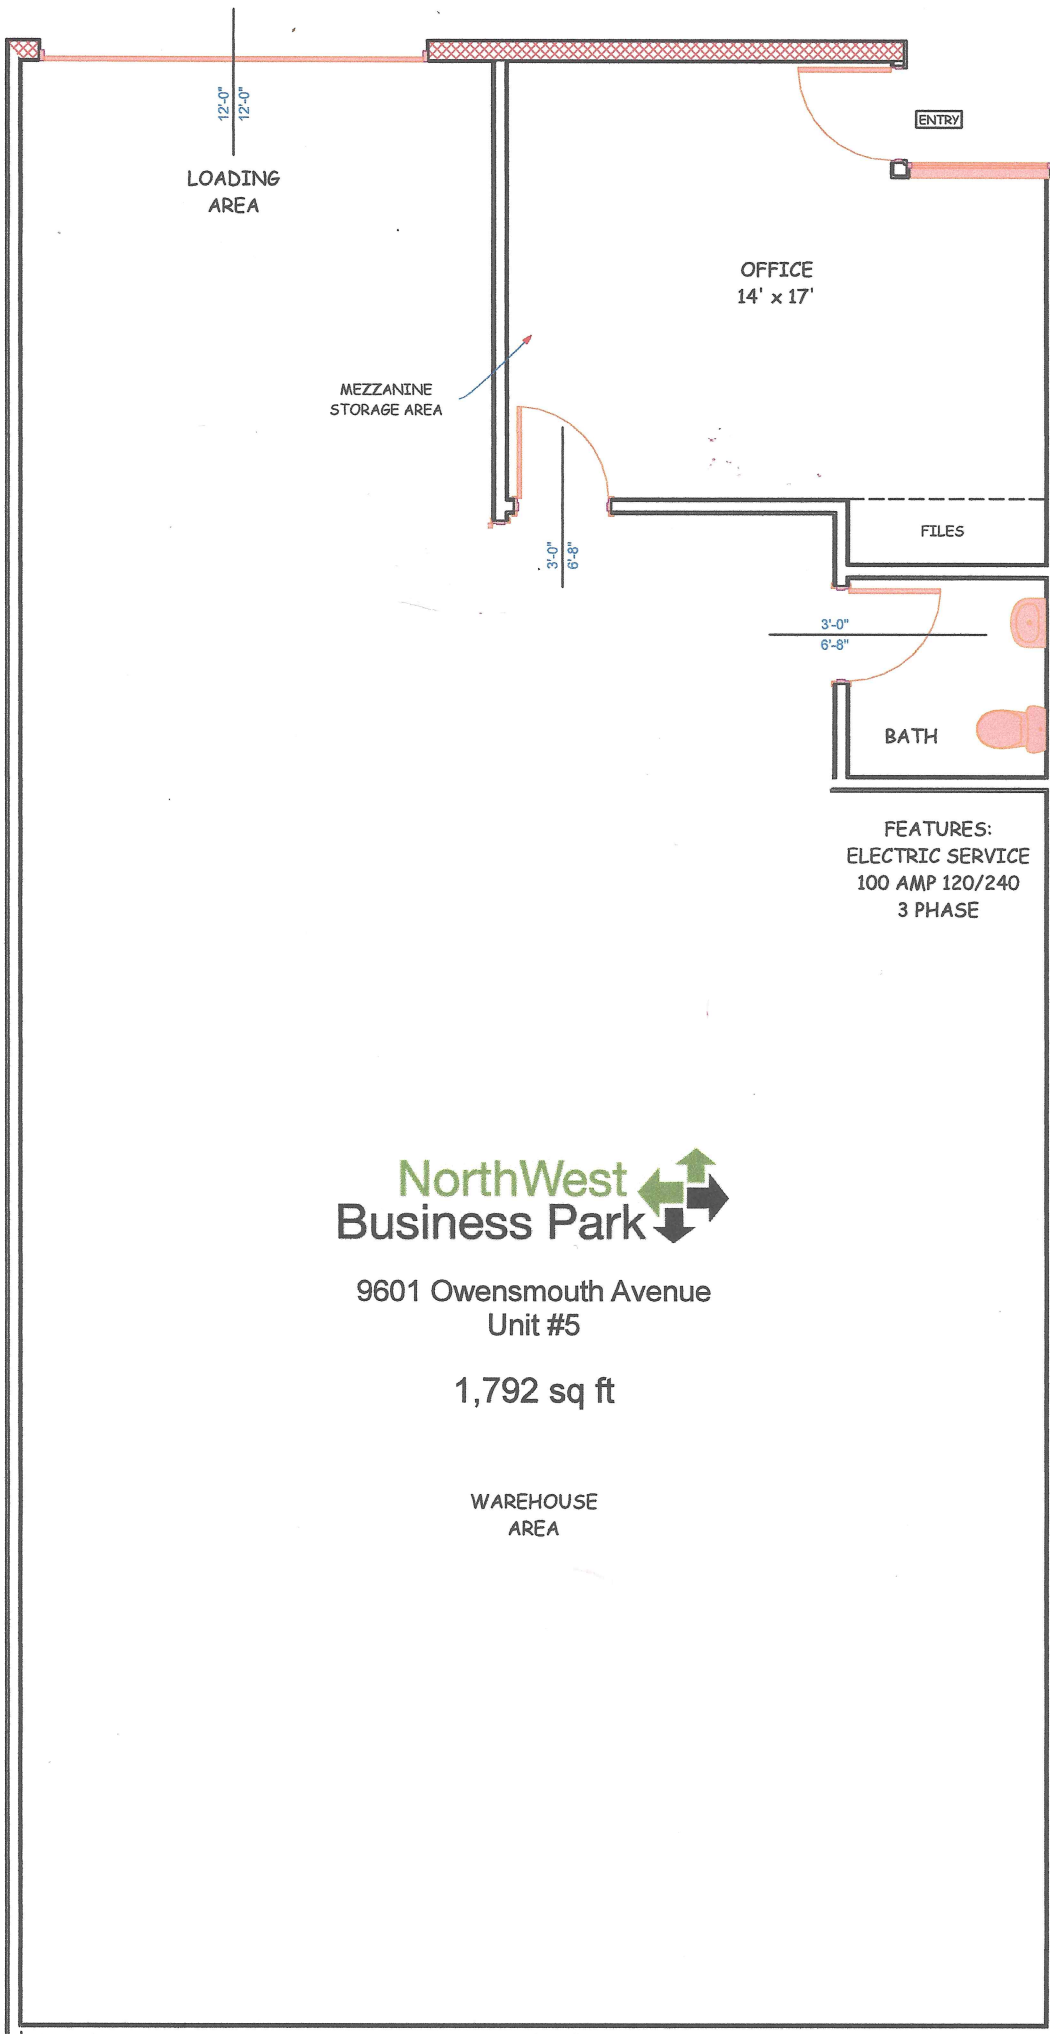 12'-0"
12'-0"
LOADING
AREA
ENTRY
OFFICE
14' x 17'
MEZZANINE
STORAGE AREA
FILES
3'-0"
6'-8"
3'-0"
6'-8"
BATH
FEATURES:
ELECTRIC SERVICE
100 AMP 120/240
3 PHASE
NorthWest
Business Park
9601 Owensmouth Avenue
Unit #5
1,792 sq ft
WAREHOUSE
AREA